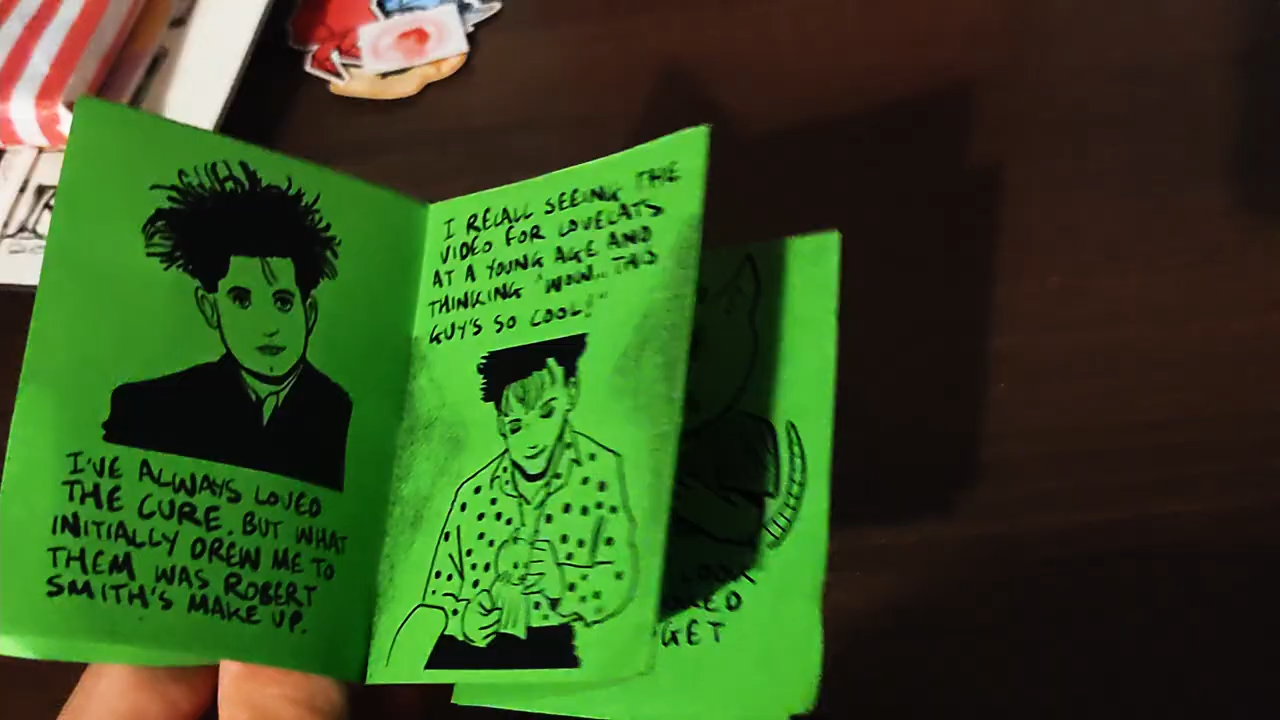 I'VE ALWAYS LOVED
THE CURE. BUT WHAT
INITIALLY DREW ME TO
THEM WAS ROBERT
SMITH'S MAKE UP.
I RECALL SEEING THE
VIDEO FOR LOVECATS
AT A YOUNG AGE AND
THINKING "WOW... THIS
GUY'S SO COOL!"
LOOK
GET